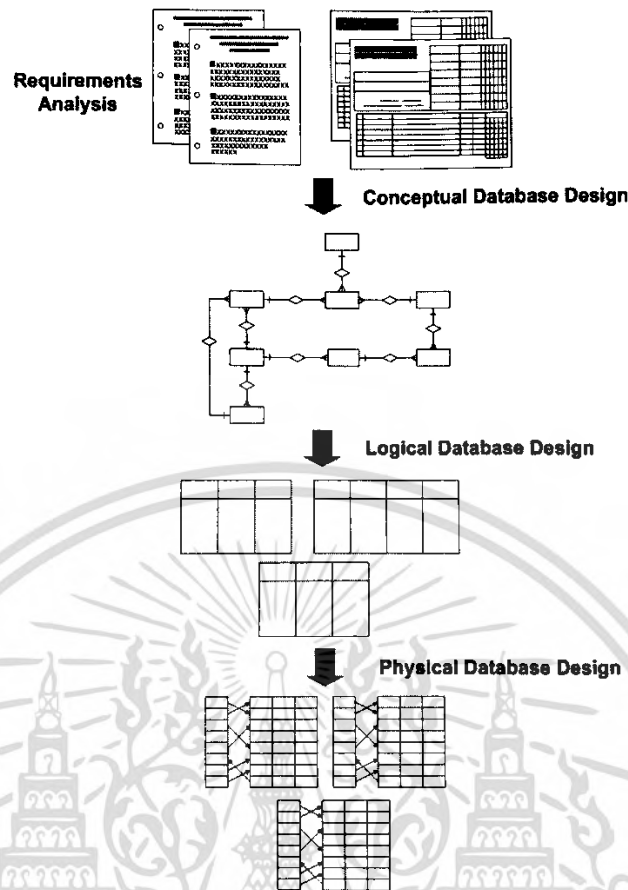 Requirements
Analysis
Conceptual Database Design
Logical Database Design
Physical Database Design